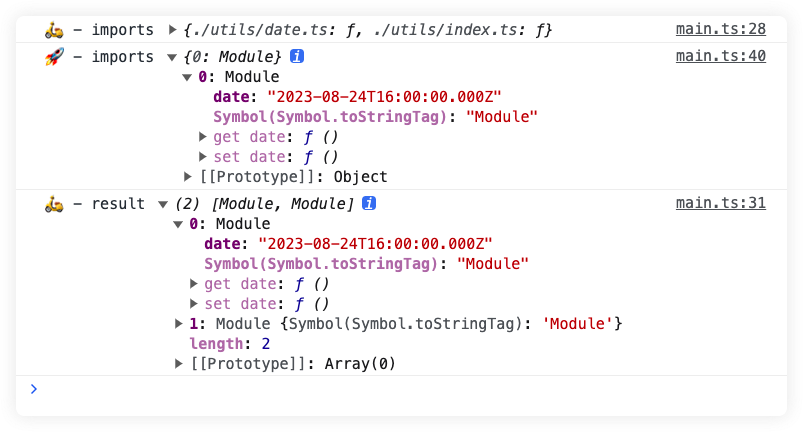 🛵 – imports ▶ {./utils/date.ts: ƒ, ./utils/index.ts: ƒ} main.ts:28
🚀 – imports ▼ {0: Module} i main.ts:40
▼ 0: Module
date: "2023-08-24T16:00:00.000Z"
Symbol(Symbol.toStringTag): "Module"
▶ get date: ƒ ()
▶ set date: ƒ ()
▶ [[Prototype]]: Object
🛵 – result ▼ (2) [Module, Module] i main.ts:31
▼ 0: Module
date: "2023-08-24T16:00:00.000Z"
Symbol(Symbol.toStringTag): "Module"
▶ get date: ƒ ()
▶ set date: ƒ ()
▶ 1: Module {Symbol(Symbol.toStringTag): 'Module'}
length: 2
▶ [[Prototype]]: Array(0)
>